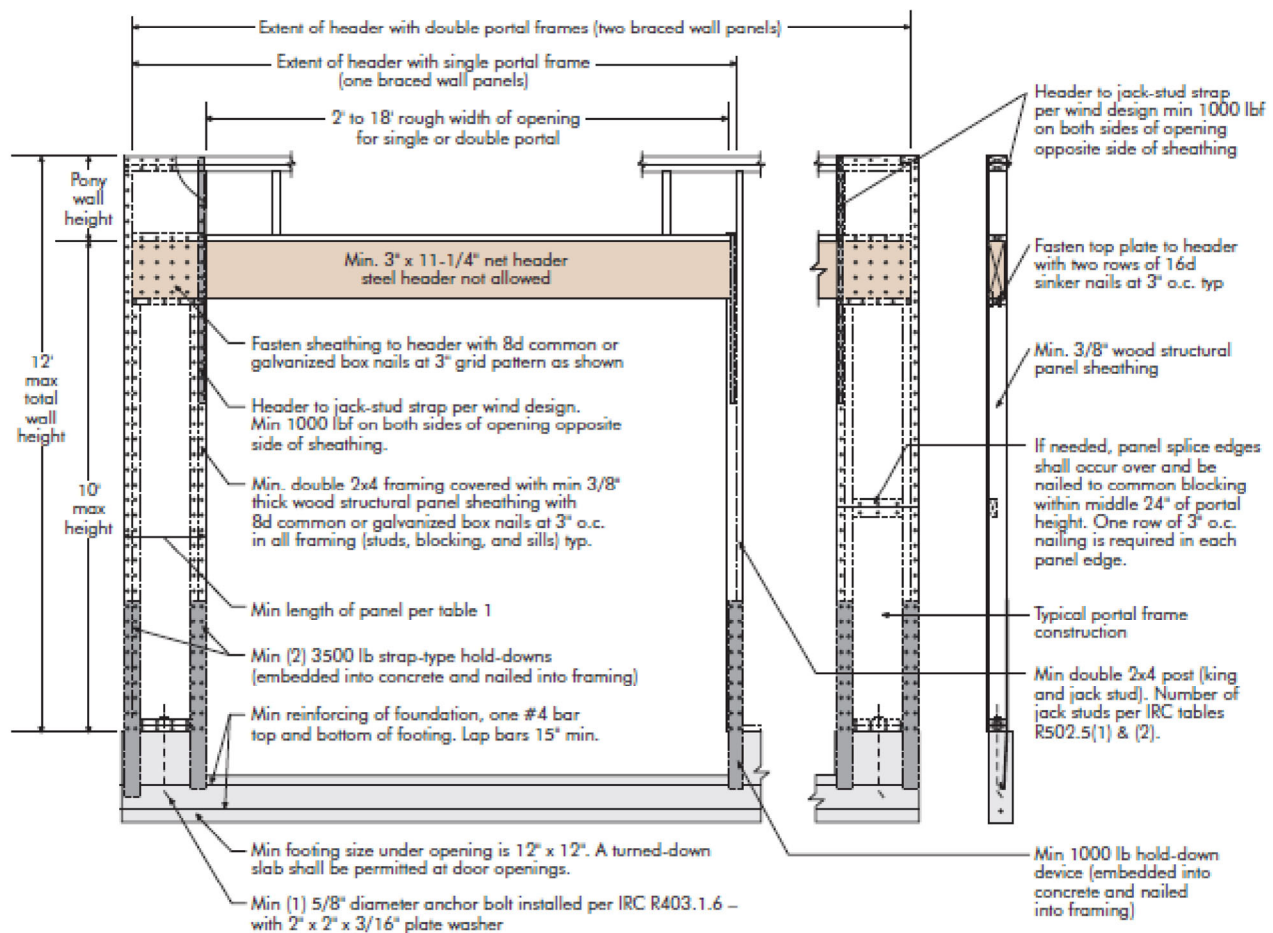 Extent of header with double portal frames (two braced wall panels)
Extent of header with single portal frame
(one braced wall panels)
2' to 18' rough width of opening
for single or double portal
Pony
wall
height
12'
max
total
wall
height
10'
max
height
Min. 3" x 11-1/4" net header
steel header not allowed
Fasten sheathing to header with 8d common or
galvanized box nails at 3" grid pattern as shown
Header to jack-stud strap per wind design.
Min 1000 lbf on both sides of opening opposite
side of sheathing.
Min. double 2x4 framing covered with min 3/8"
thick wood structural panel sheathing with
8d common or galvanized box nails at 3" o.c.
in all framing (studs, blocking, and sills) typ.
Min length of panel per table 1
Min (2) 3500 lb strap-type hold-downs
(embedded into concrete and nailed into framing)
Min reinforcing of foundation, one #4 bar
top and bottom of footing. Lap bars 15" min.
Min footing size under opening is 12" x 12". A turned-down
slab shall be permitted at door openings.
Min (1) 5/8" diameter anchor bolt installed per IRC R403.1.6 –
with 2" x 2" x 3/16" plate washer
Header to jack-stud strap
per wind design min 1000 lbf
on both sides of opening
opposite side of sheathing
Fasten top plate to header
with two rows of 16d
sinker nails at 3" o.c. typ
Min. 3/8" wood structural
panel sheathing
If needed, panel splice edges
shall occur over and be
nailed to common blocking
within middle 24" of portal
height. One row of 3" o.c.
nailing is required in each
panel edge.
Typical portal frame
construction
Min double 2x4 post (king
and jack stud). Number of
jack studs per IRC tables
R502.5(1) & (2).
Min 1000 lb hold-down
device (embedded into
concrete and nailed
into framing)